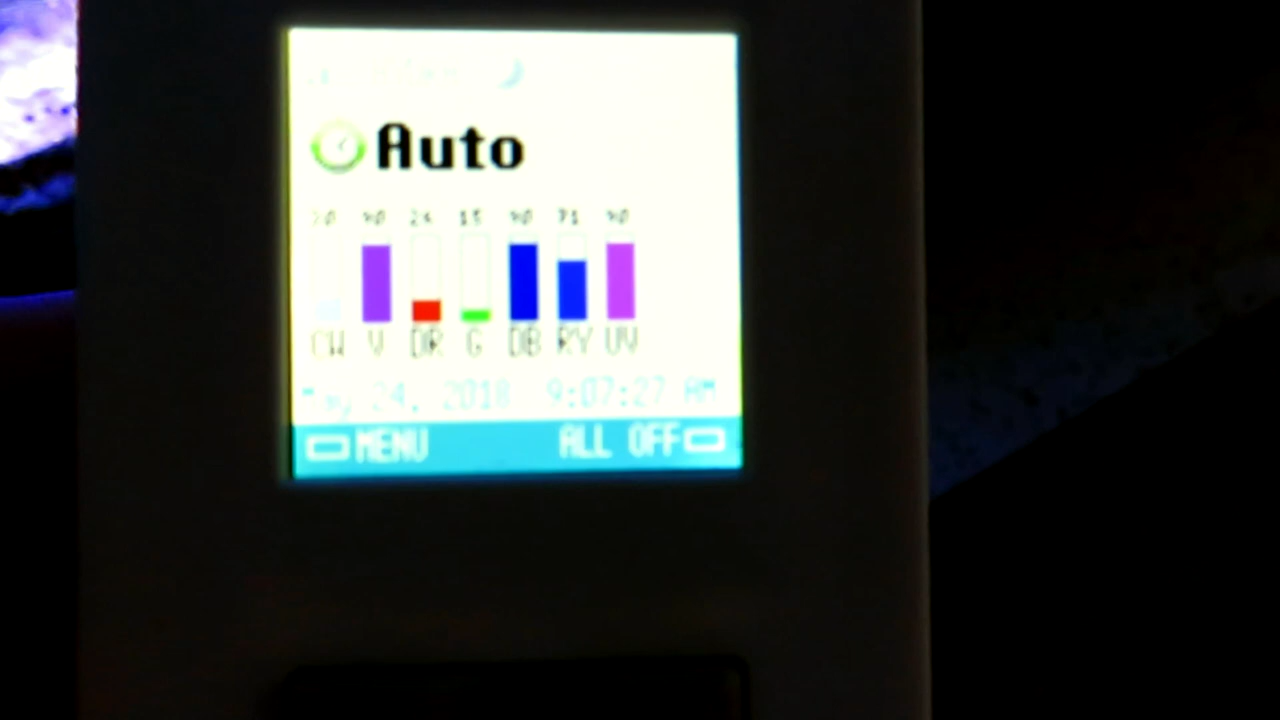 Auto
90 24 15 90 71 90
CW V DR G DB RY UV
May 24, 2018 9:07:27 AM
MENU ALL OFF